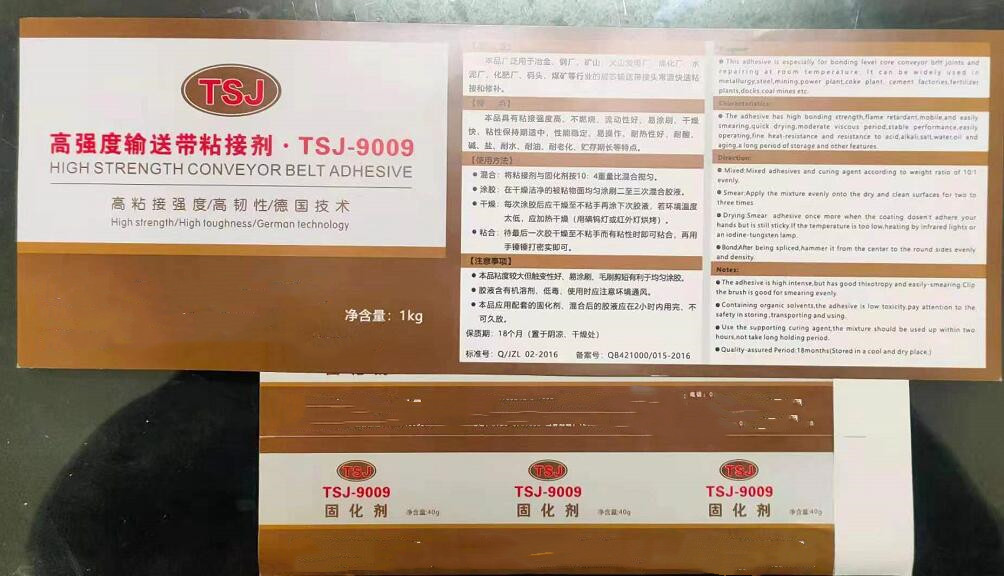 TSJ
高强度输送带粘接剂·TSJ-9009
HIGH STRENGTH CONVEYOR BELT ADHESIVE
高粘接强度/高韧性/德国技术
High strength/High toughness/German technology
净含量：1kg
本品广泛用于冶金、钢厂、矿山、火山发电厂、炼化厂、水
泥厂、化肥厂、码头、煤矿等行业的层芯输送带接头常温快速粘
接和修补。
【特 点】
本品具有粘接强度高、不燃烧、流动性好、易涂刷、干燥
快、粘性保持期适中，性能稳定、易操作、耐热性好、耐酸、
碱、盐、耐水、耐油、耐老化、贮存期长等特点。
【使用方法】
● 混合：将粘接剂与固化剂按10：4重量比混合搅匀。
● 涂胶：在干燥洁净的被粘物面均匀涂刷二至三次混合胶液。
● 干燥：每次涂胶后应干燥至不粘手再涂下次胶液，若环境温度
太低，应加热干燥（用碘钨灯或红外灯烘烤）。
● 粘合：待最后一次胶干燥至不粘手而有粘性时即可粘合，再用
手锤锤打密实即可。
【注意事项】
● 本品粘度较大但触变性好、易涂刷、毛刷剪短有利于均匀涂胶。
● 胶液含有机溶剂、低毒、使用时应注意环境通风。
● 本品应用配套的固化剂，混合后的胶液应在2小时内用完、不
可久放。
保质期：18个月（置于阴凉、干燥处）
标准号：Q/JZL 02-2016 备案号：QB421000/015-2016
● This adhesive is especially for bonding level core conveyor belt joints and
repairing at room temperature. It can be widely used in
metallurgy,steel,mining,power plant,coke plant, cement factories,fertilizer
plants,docks,coal mines etc.
Characteristics:
● The adhesive has high bonding strength,flame retardant,mobile,and easily
smearing,quick drying,moderate viscous period,stable performance,easily
operating,fine heat-resistance and resistance to acid,alkali,salt,water,oil and
aging,a long period of storage and other features.
Direction:
● Mixed:Mixed adhesives and curing agent according to weight ratio of 10:1
evenly.
● Smear:Apply the mixture evenly onto the dry and clean surfaces for two to
three times
● Drying:Smear adhesive once more when the coating dosen't adhere your
hands but is still sticky.If the temperature is too low,heating by infrared lights or
an iodine-tungsten lamp.
● Bond:After being spliced,hammer it from the center to the round sides evenly
and density.
Notes:
● The adhesive is high intense,but has good thixotropy and easily-smearing.Clip
the brush is good for smearing evenly.
● Containing organic solvents,the adhesive is low toxicity,pay attention to the
safety in storing ,transporting and using.
● Use the supporting curing agent,the mixture should be used up within two
hours,not take long holding period.
● Quality-assured Period:18months(Stored in a cool and dry place.)
TSJ TSJ TSJ
TSJ-9009 TSJ-9009 TSJ-9009
固化剂 净含量:40g 固化剂 净含量:40g 固化剂 净含量:40g